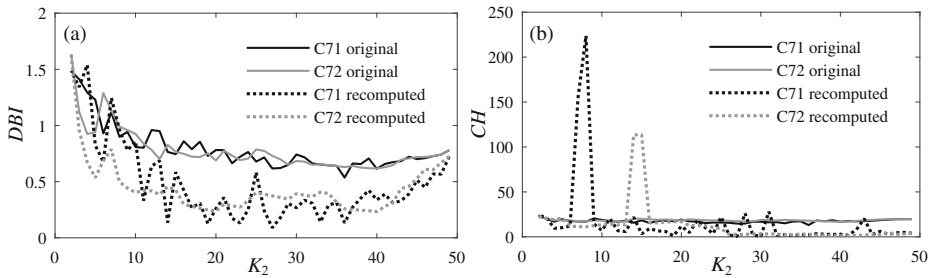 (a)
2
1.5
1
0.5
0
DBI
C71 original
C72 original
C71 recomputed
C72 recomputed
0 10 20 30 40 50
K2
(b)
250
200
150
100
50
0
CH
C71 original
C72 original
C71 recomputed
C72 recomputed
0 10 20 30 40 50
K2